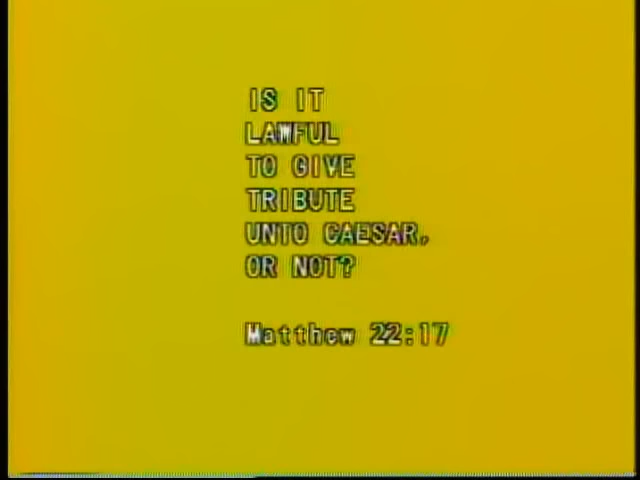 IS IT
LAWFUL
TO GIVE
TRIBUTE
UNTO CAESAR,
OR NOT?
Matthew 22:17